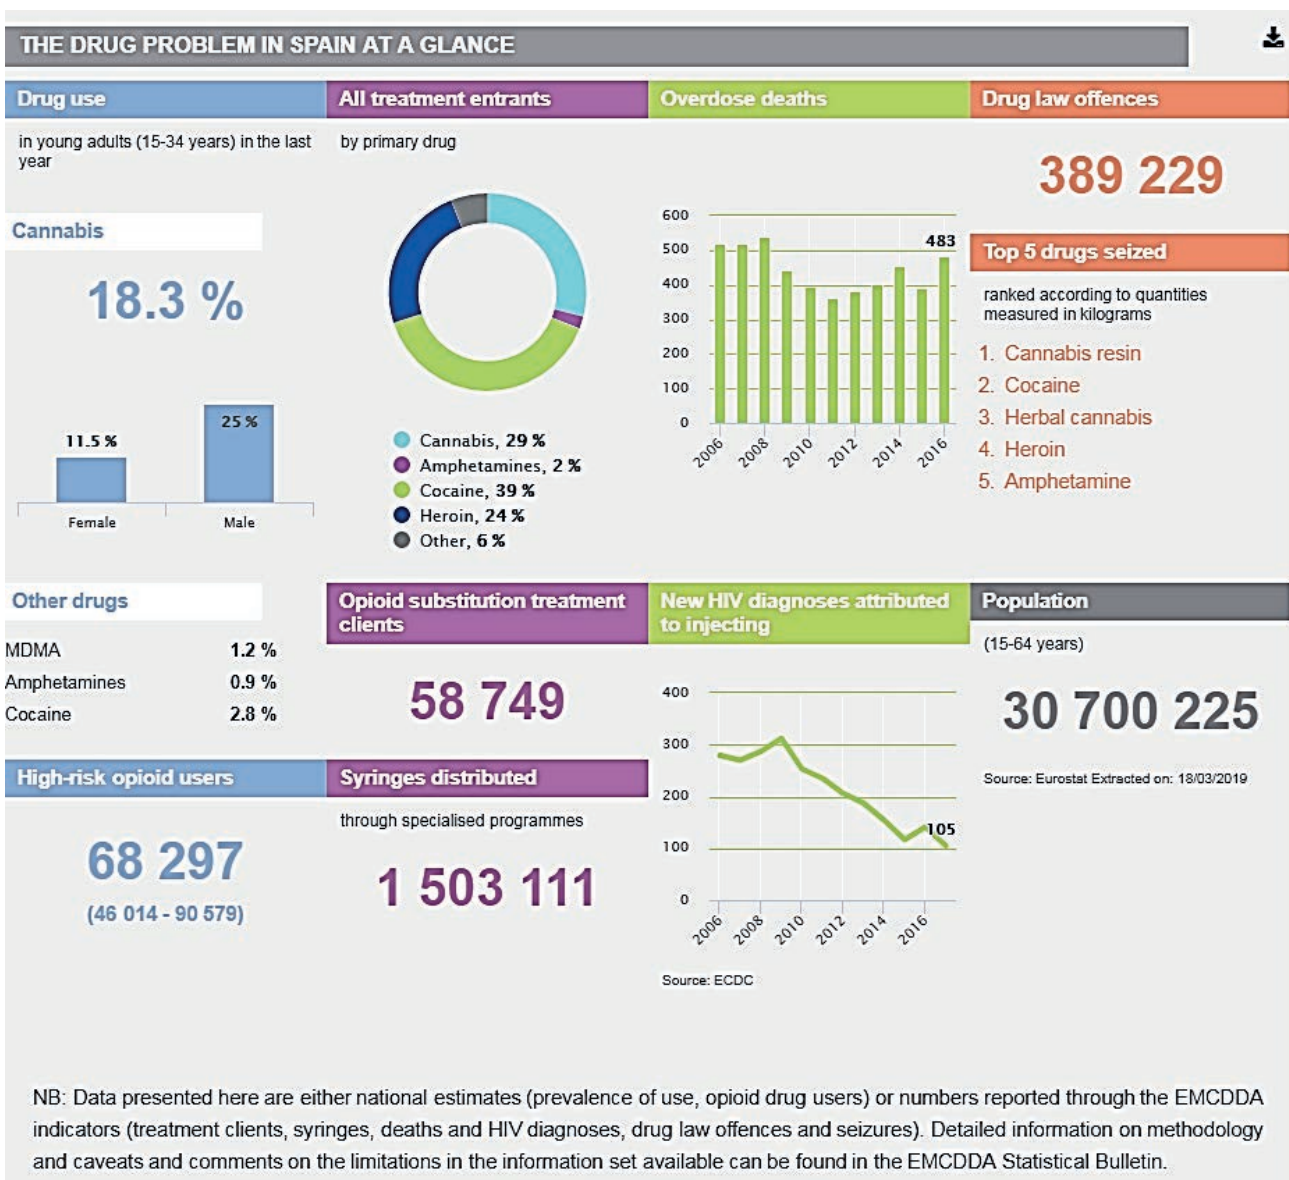 THE DRUG PROBLEM IN SPAIN AT A GLANCE
Drug use
in young adults (15-34 years) in the last
year
Cannabis
18.3 %
11.5 %
25 %
Female
Male
Other drugs
MDMA 1.2 %
Amphetamines 0.9 %
Cocaine 2.8 %
High-risk opioid users
68 297
(46 014 - 90 579)
All treatment entrants
by primary drug
Cannabis, 29 %
Amphetamines, 2 %
Cocaine, 39 %
Heroin, 24 %
Other, 6 %
Opioid substitution treatment
clients
58 749
Syringes distributed
through specialised programmes
1 503 111
Overdose deaths
600
500
400
300
200
100
0
483
2006 2008 2010 2012 2014 2016
New HIV diagnoses attributed
to injecting
400
300
200
100
0
105
2006 2008 2010 2012 2014 2016
Source: ECDC
Drug law offences
389 229
Top 5 drugs seized
ranked according to quantities
measured in kilograms
1. Cannabis resin
2. Cocaine
3. Herbal cannabis
4. Heroin
5. Amphetamine
Population
(15-64 years)
30 700 225
Source: Eurostat Extracted on: 18/03/2019
NB: Data presented here are either national estimates (prevalence of use, opioid drug users) or numbers reported through the EMCDDA
indicators (treatment clients, syringes, deaths and HIV diagnoses, drug law offences and seizures). Detailed information on methodology
and caveats and comments on the limitations in the information set available can be found in the EMCDDA Statistical Bulletin.